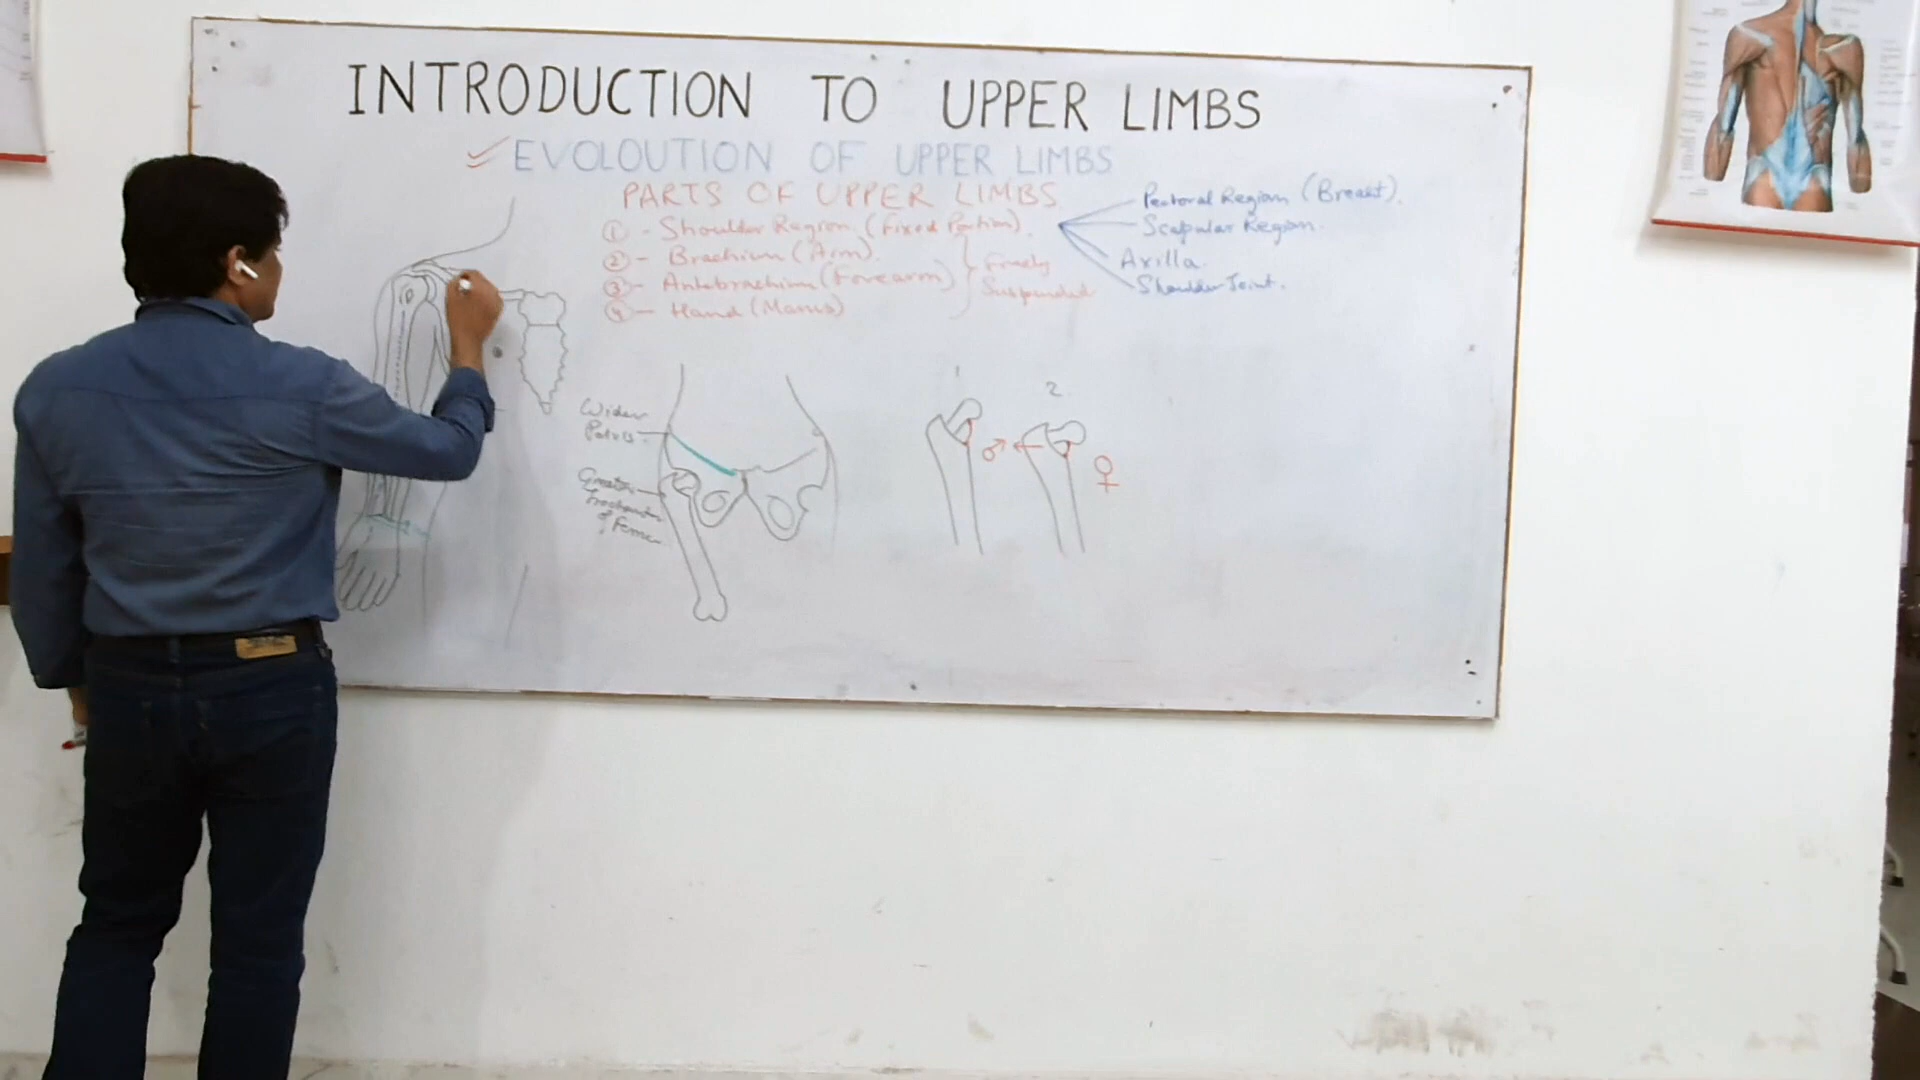 INTRODUCTION TO UPPER LIMBS
EVOLOUTION OF UPPER LIMBS
PARTS OF UPPER LIMBS
① - Shoulder Region (Fixed Portion).
② - Brachium (Arm).
③ - Antebrachium (Forearm)
④ - Hand (Manus)
Freely
Suspended
Pectoral Region (Breast).
Scapular Region.
Axilla.
Shoulder Joint.
Wider
Pelvis
Greater
Trochanter
of Femur
1
2
♂
♀